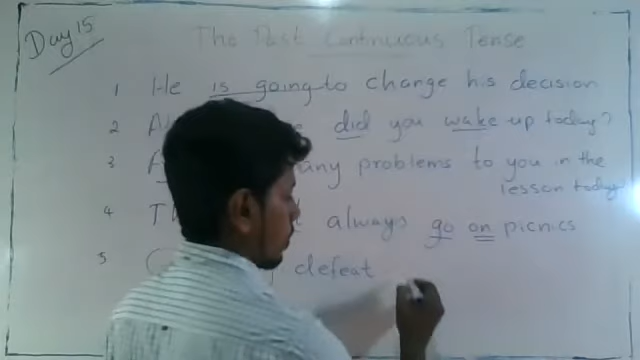 Day 15
The Past Continuous Tense
1 He is going to change his decision
2 did you wake up today?
3 many problems to you in the
lesson today
4 always go on picnics
5 defeat